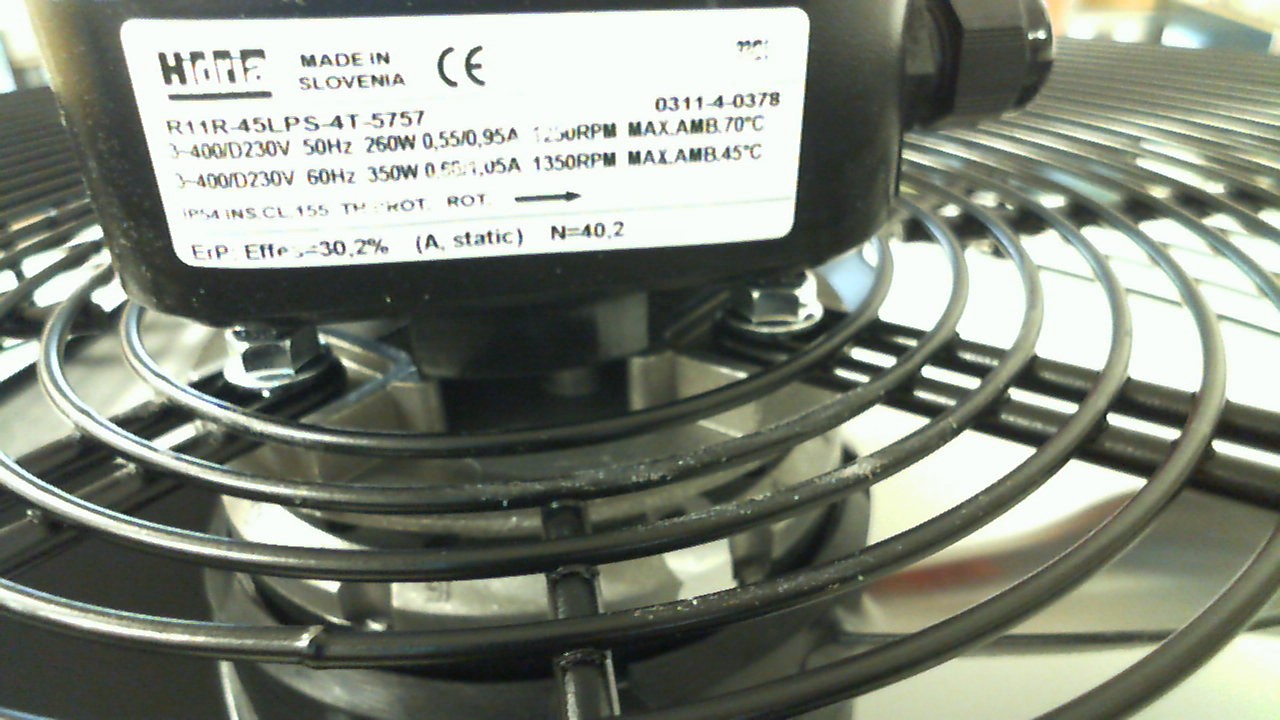 Hidria MADE IN
SLOVENIA CE
0311-4-0378
R11R-45LPS-4T-5757
3~400/D230V 50Hz 260W 0,55/0,95A RPM MAX.AMB.70°C
3~400/D230V 60Hz 350W 1350RPM MAX.AMB.45°C
IP54 INS.CL.155 ROT.
ErP: =30,2% (A, static) N=40,2